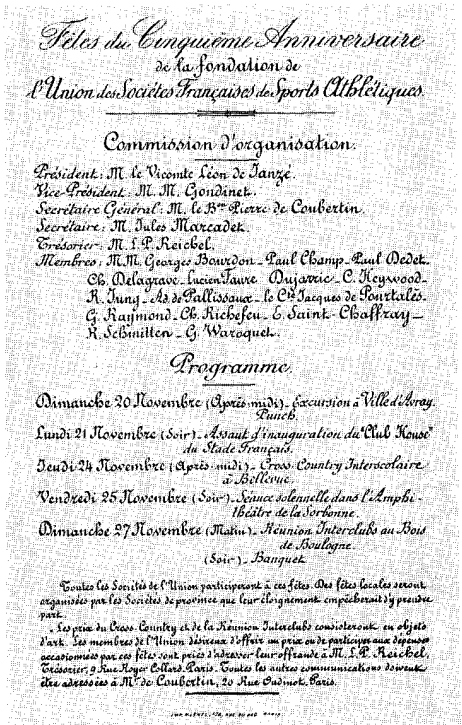 Fêtes du Cinquième Anniversaire
de la fondation de
l'Union des Sociétés Françaises de Sports Athlétiques.
Commission d'organisation.
Président: M. le Vicomte Léon de Janzé.
Vice-Président: M. M. Gondinet.
Secrétaire Général: M. le Bon Pierre de Coubertin.
Secrétaire: M. Jules Marcadet.
Trésorier: M. L. P. Reichel.
Membres: M.M. Georges Bourdon - Paul Champ - Paul Dedet
Ch. Delagrave - Lucien Faure Dujarric - C. Heywood -
R. Jung - Ad. de Pallissaux - le Cte Jacques de Pourtalès.
G. Raymond - Ch. Richefeu - E. Saint-Chaffray -
R. Schmitten - G. Waroquet.
Programme.
Dimanche 20 Novembre (Après midi) - Excursion à Ville d'Avray.
Punch.
Lundi 21 Novembre (Soir) - Assaut d'inauguration du "Club House"
du Stade Français.
Jeudi 24 Novembre (Après-midi) - Cross Country Interscolaire
à Bellevue.
Vendredi 25 Novembre (Soir) - Séance solennelle dans l'Amphi-
théâtre de la Sorbonne.
Dimanche 27 Novembre (Matin) - Réunion Interclubs au Bois
de Boulogne.
(Soir) - Banquet
Toutes les Sociétés de l'Union participeront à ces fêtes. Des fêtes locales seront
organisées par les Sociétés de province que leur éloignement empêcherait d'y prendre
part.
Les prix du Cross-Country et de la Réunion Interclubs consisteront en objets
d'art. Les membres de l'Union désireux d'offrir un prix ou de participer aux dépenses
occasionnées par ces fêtes sont priés d'adresser leur offrande à M. L. P. Reichel,
Trésorier, 9 Rue Royer Collard, Paris. Toutes les autres communications doivent
être adressées à Mr de Coubertin, 20 Rue Oudinot, Paris.